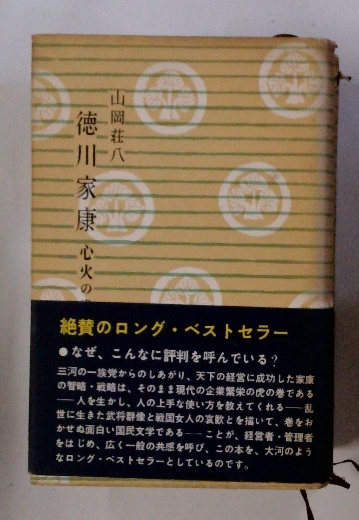 山岡荘八
徳川家康
心火の
絶賛のロング・ベストセラー
●なぜ、こんなに評判を呼んでいる?
三河の一族党からのしあがり、天下の経営に成功した家康
の智略・戦略は、そのまま現代の企業繁栄の虎の巻である
――人を生かし、人の上手な使い方を教えてくれる――乱
世に生きた武将群像と戦国女人の哀歓とを描いて、巻をお
かせぬ面白い国民文学である――ことが、経営者・管理者
をはじめ、広く一般の共感を呼び、この本を、大河のよう
なロング・ベストセラーとしているのです。